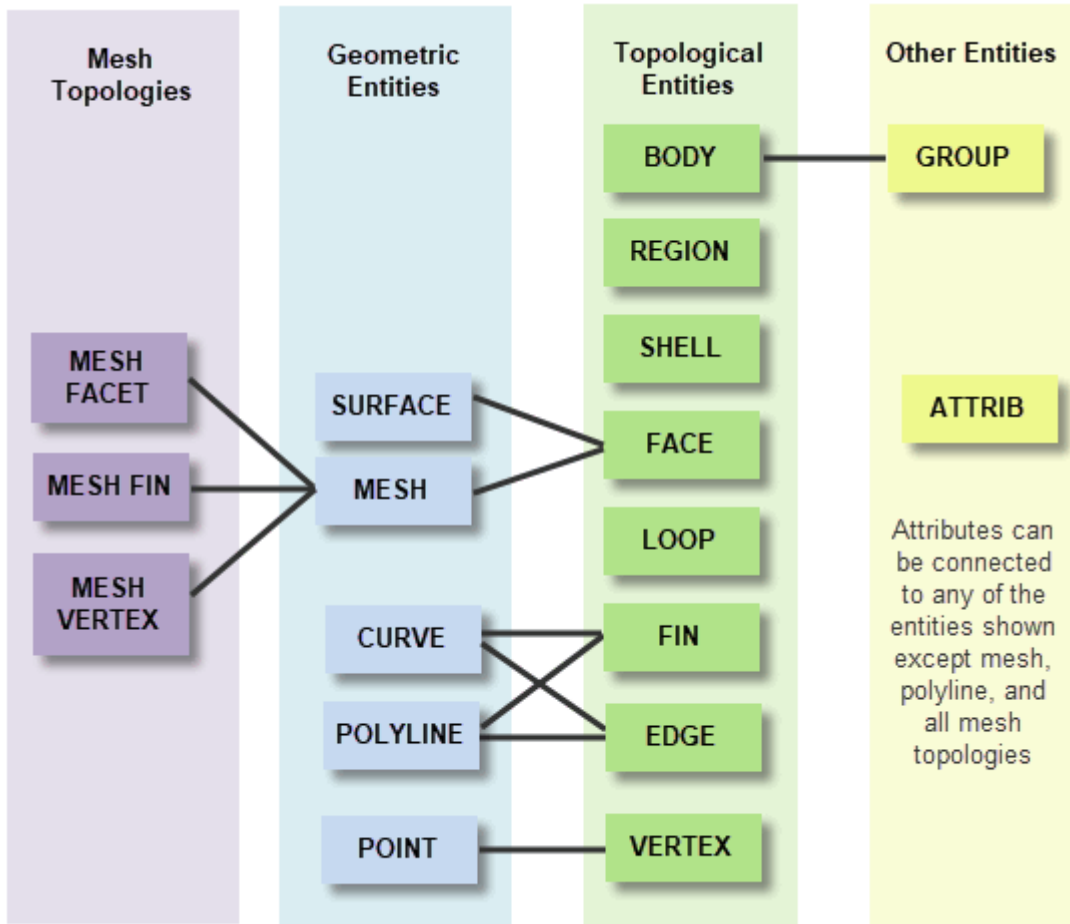 Mesh
Topologies
MESH
FACET
MESH FIN
MESH
VERTEX
Geometric
Entities
SURFACE
MESH
CURVE
POLYLINE
POINT
Topological
Entities
BODY
REGION
SHELL
FACE
LOOP
FIN
EDGE
VERTEX
Other Entities
GROUP
ATTRIB
Attributes can
be connected
to any of the
entities shown
except mesh,
polyline, and
all mesh
topologies